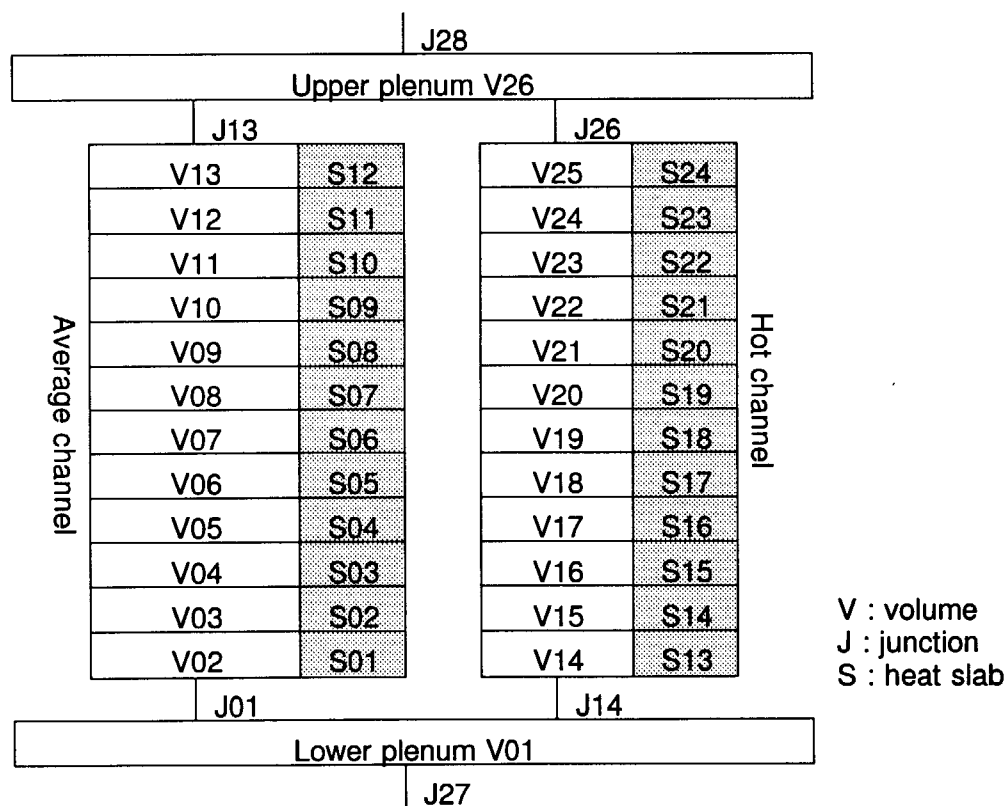 J28
Upper plenum V26
J13 J26
V13 S12 V25 S24
V12 S11 V24 S23
V11 S10 V23 S22
V10 S09 V22 S21
V09 S08 V21 S20
V08 S07 V20 S19
V07 S06 V19 S18
V06 S05 V18 S17
V05 S04 V17 S16
V04 S03 V16 S15
V03 S02 V15 S14
V02 S01 V14 S13
Average channel
Hot channel
J01 J14
Lower plenum V01
J27
V : volume
J : junction
S : heat slab